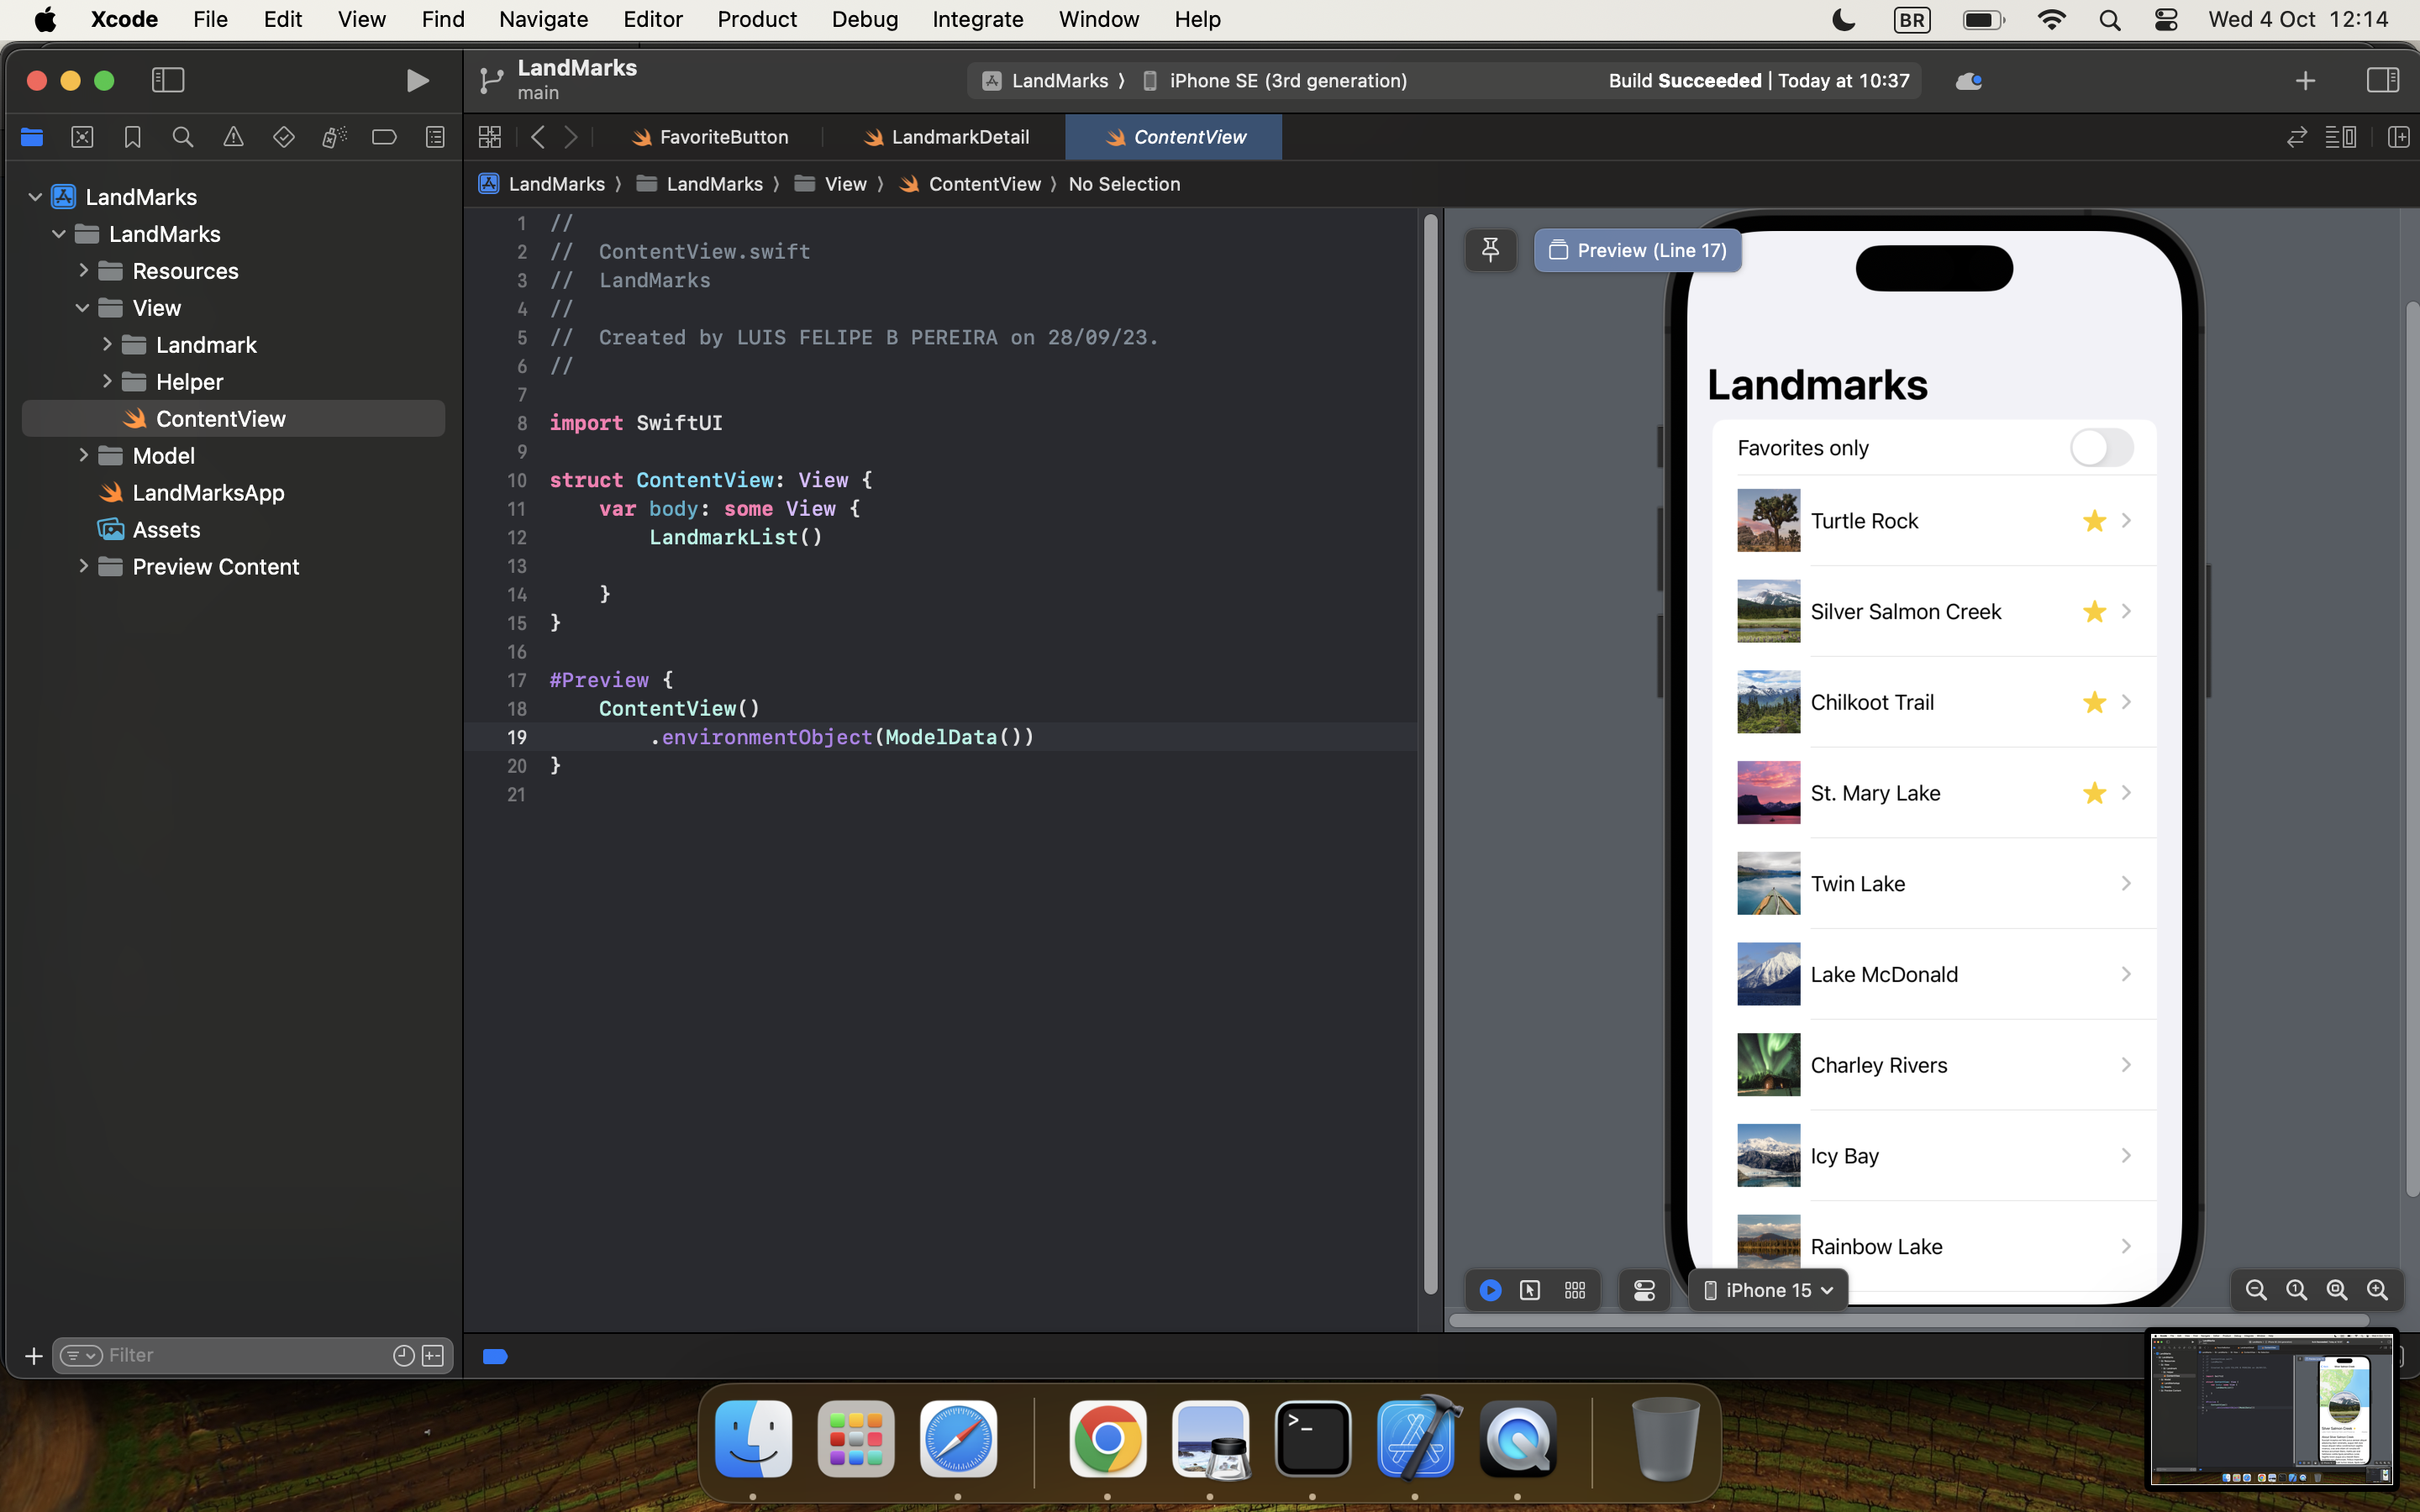 Xcode File Edit View Find Navigate Editor Product Debug Integrate Window Help BR Wed 4 Oct 12:14
LandMarks
main
LandMarks iPhone SE (3rd generation) Build Succeeded | Today at 10:37
FavoriteButton LandmarkDetail ContentView
LandMarks LandMarks View ContentView No Selection
LandMarks
LandMarks
Resources
View
Landmark
Helper
ContentView
Model
LandMarksApp
Assets
Preview Content
Filter
1 //
2 // ContentView.swift
3 // LandMarks
4 //
5 // Created by LUIS FELIPE B PEREIRA on 28/09/23.
6 //
7
8 import SwiftUI
9
10 struct ContentView: View {
11 var body: some View {
12 LandmarkList()
13
14 }
15 }
16
17 #Preview {
18 ContentView()
19 .environmentObject(ModelData())
20 }
21
Preview (Line 17)
Landmarks
Favorites only
Turtle Rock
Silver Salmon Creek
Chilkoot Trail
St. Mary Lake
Twin Lake
Lake McDonald
Charley Rivers
Icy Bay
Rainbow Lake
iPhone 15